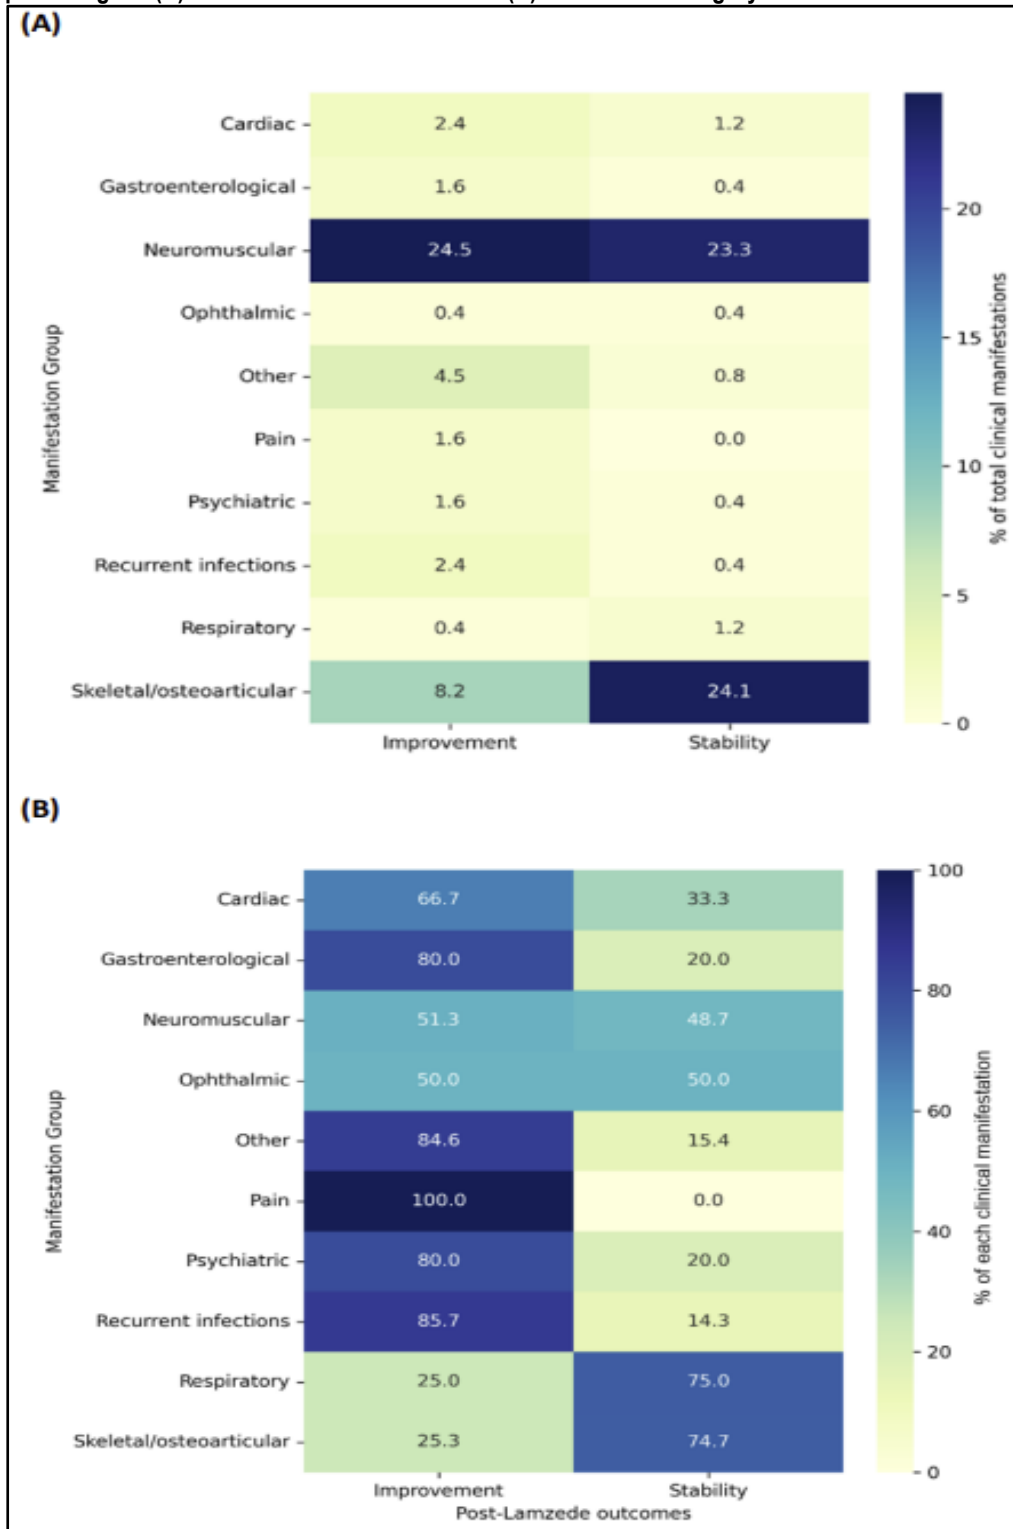 (A)
Cardiac 2.4 1.2
Gastroenterological 1.6 0.4
Neuromuscular 24.5 23.3
Ophthalmic 0.4 0.4
Other 4.5 0.8
Pain 1.6 0.0
Psychiatric 1.6 0.4
Recurrent infections 2.4 0.4
Respiratory 0.4 1.2
Skeletal/osteoarticular 8.2 24.1
Improvement Stability
Manifestation Group
20
15
10
5
0
% of total clinical manifestations
(B)
Cardiac 66.7 33.3
Gastroenterological 80.0 20.0
Neuromuscular 51.3 48.7
Ophthalmic 50.0 50.0
Other 84.6 15.4
Pain 100.0 0.0
Psychiatric 80.0 20.0
Recurrent infections 85.7 14.3
Respiratory 25.0 75.0
Skeletal/osteoarticular 25.3 74.7
Improvement Stability
Post-Lamzede outcomes
Manifestation Group
100
80
60
40
20
0
% of each clinical manifestation